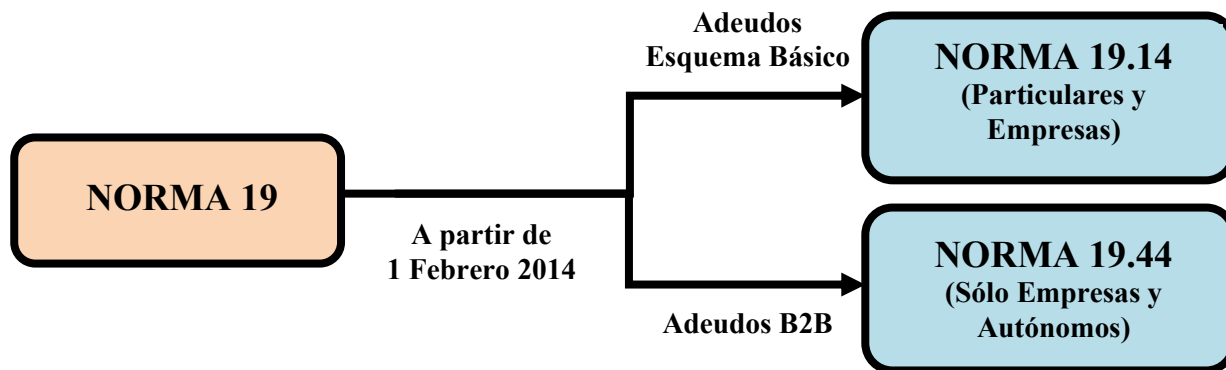 NORMA 19
A partir de
1 Febrero 2014
Adeudos
Esquema Básico
NORMA 19.14
(Particulares y
Empresas)
Adeudos B2B
NORMA 19.44
(Sólo Empresas y
Autónomos)